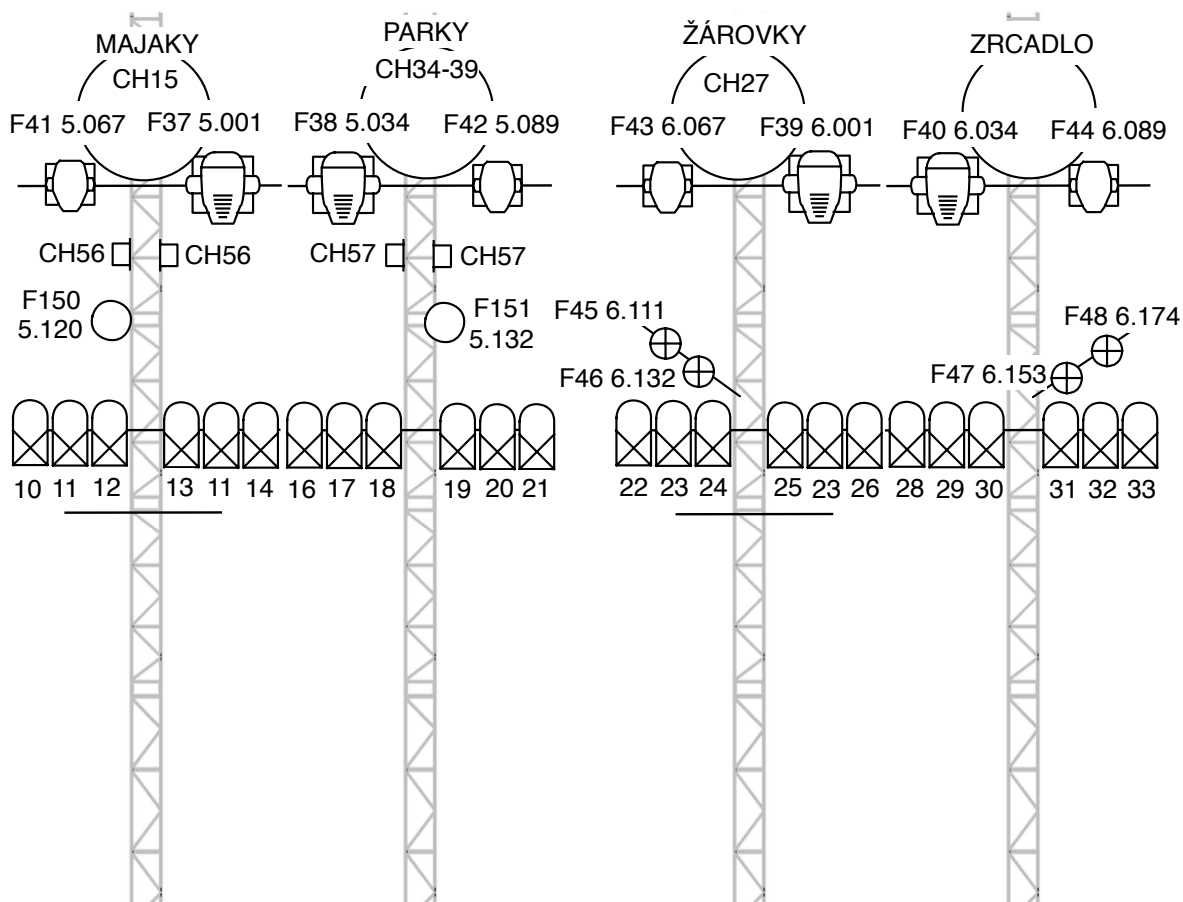 MAJAKY
CH15
PARKY
CH34-39
ŽÁROVKY
CH27
ZRCADLO
F41 5.067
F37 5.001
F38 5.034
F42 5.089
F43 6.067
F39 6.001
F40 6.034
F44 6.089
CH56
CH56
CH57
CH57
F150
5.120
F151
5.132
F45 6.111
F46 6.132
F48 6.174
F47 6.153
10 11 12 13 11 14 16 17 18 19 20 21 22 23 24 25 23 26 28 29 30 31 32 33